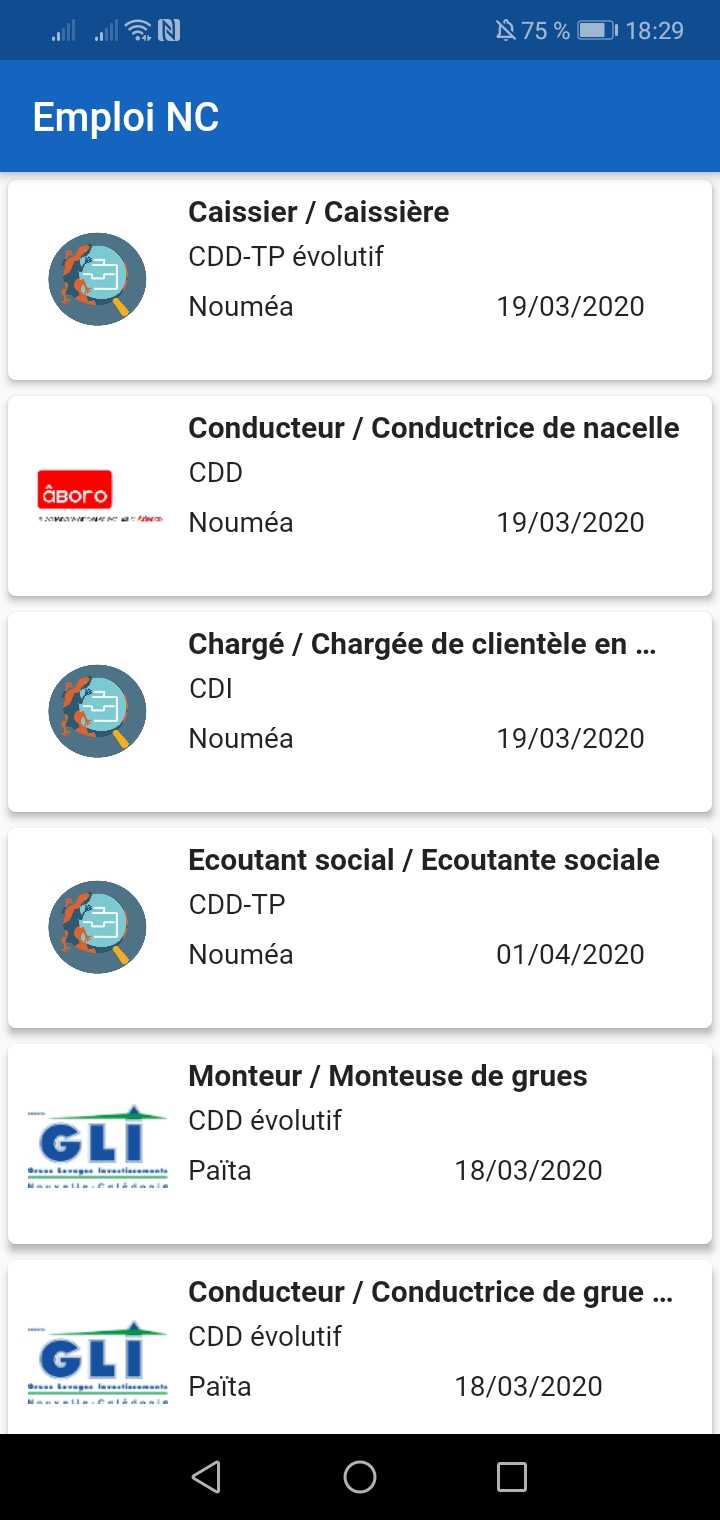 75 % 18:29
Emploi NC
Caissier / Caissière
CDD-TP évolutif
Nouméa 19/03/2020
Conducteur / Conductrice de nacelle
CDD
âboro
Nouméa 19/03/2020
Chargé / Chargée de clientèle en ...
CDI
Nouméa 19/03/2020
Ecoutant social / Ecoutante sociale
CDD-TP
Nouméa 01/04/2020
Monteur / Monteuse de grues
CDD évolutif
GLI
Grues Levages Investissements
Nouvelle-Calédonie
Païta 18/03/2020
Conducteur / Conductrice de grue ...
CDD évolutif
GLI
Grues Levages Investissements
Nouvelle-Calédonie
Païta 18/03/2020